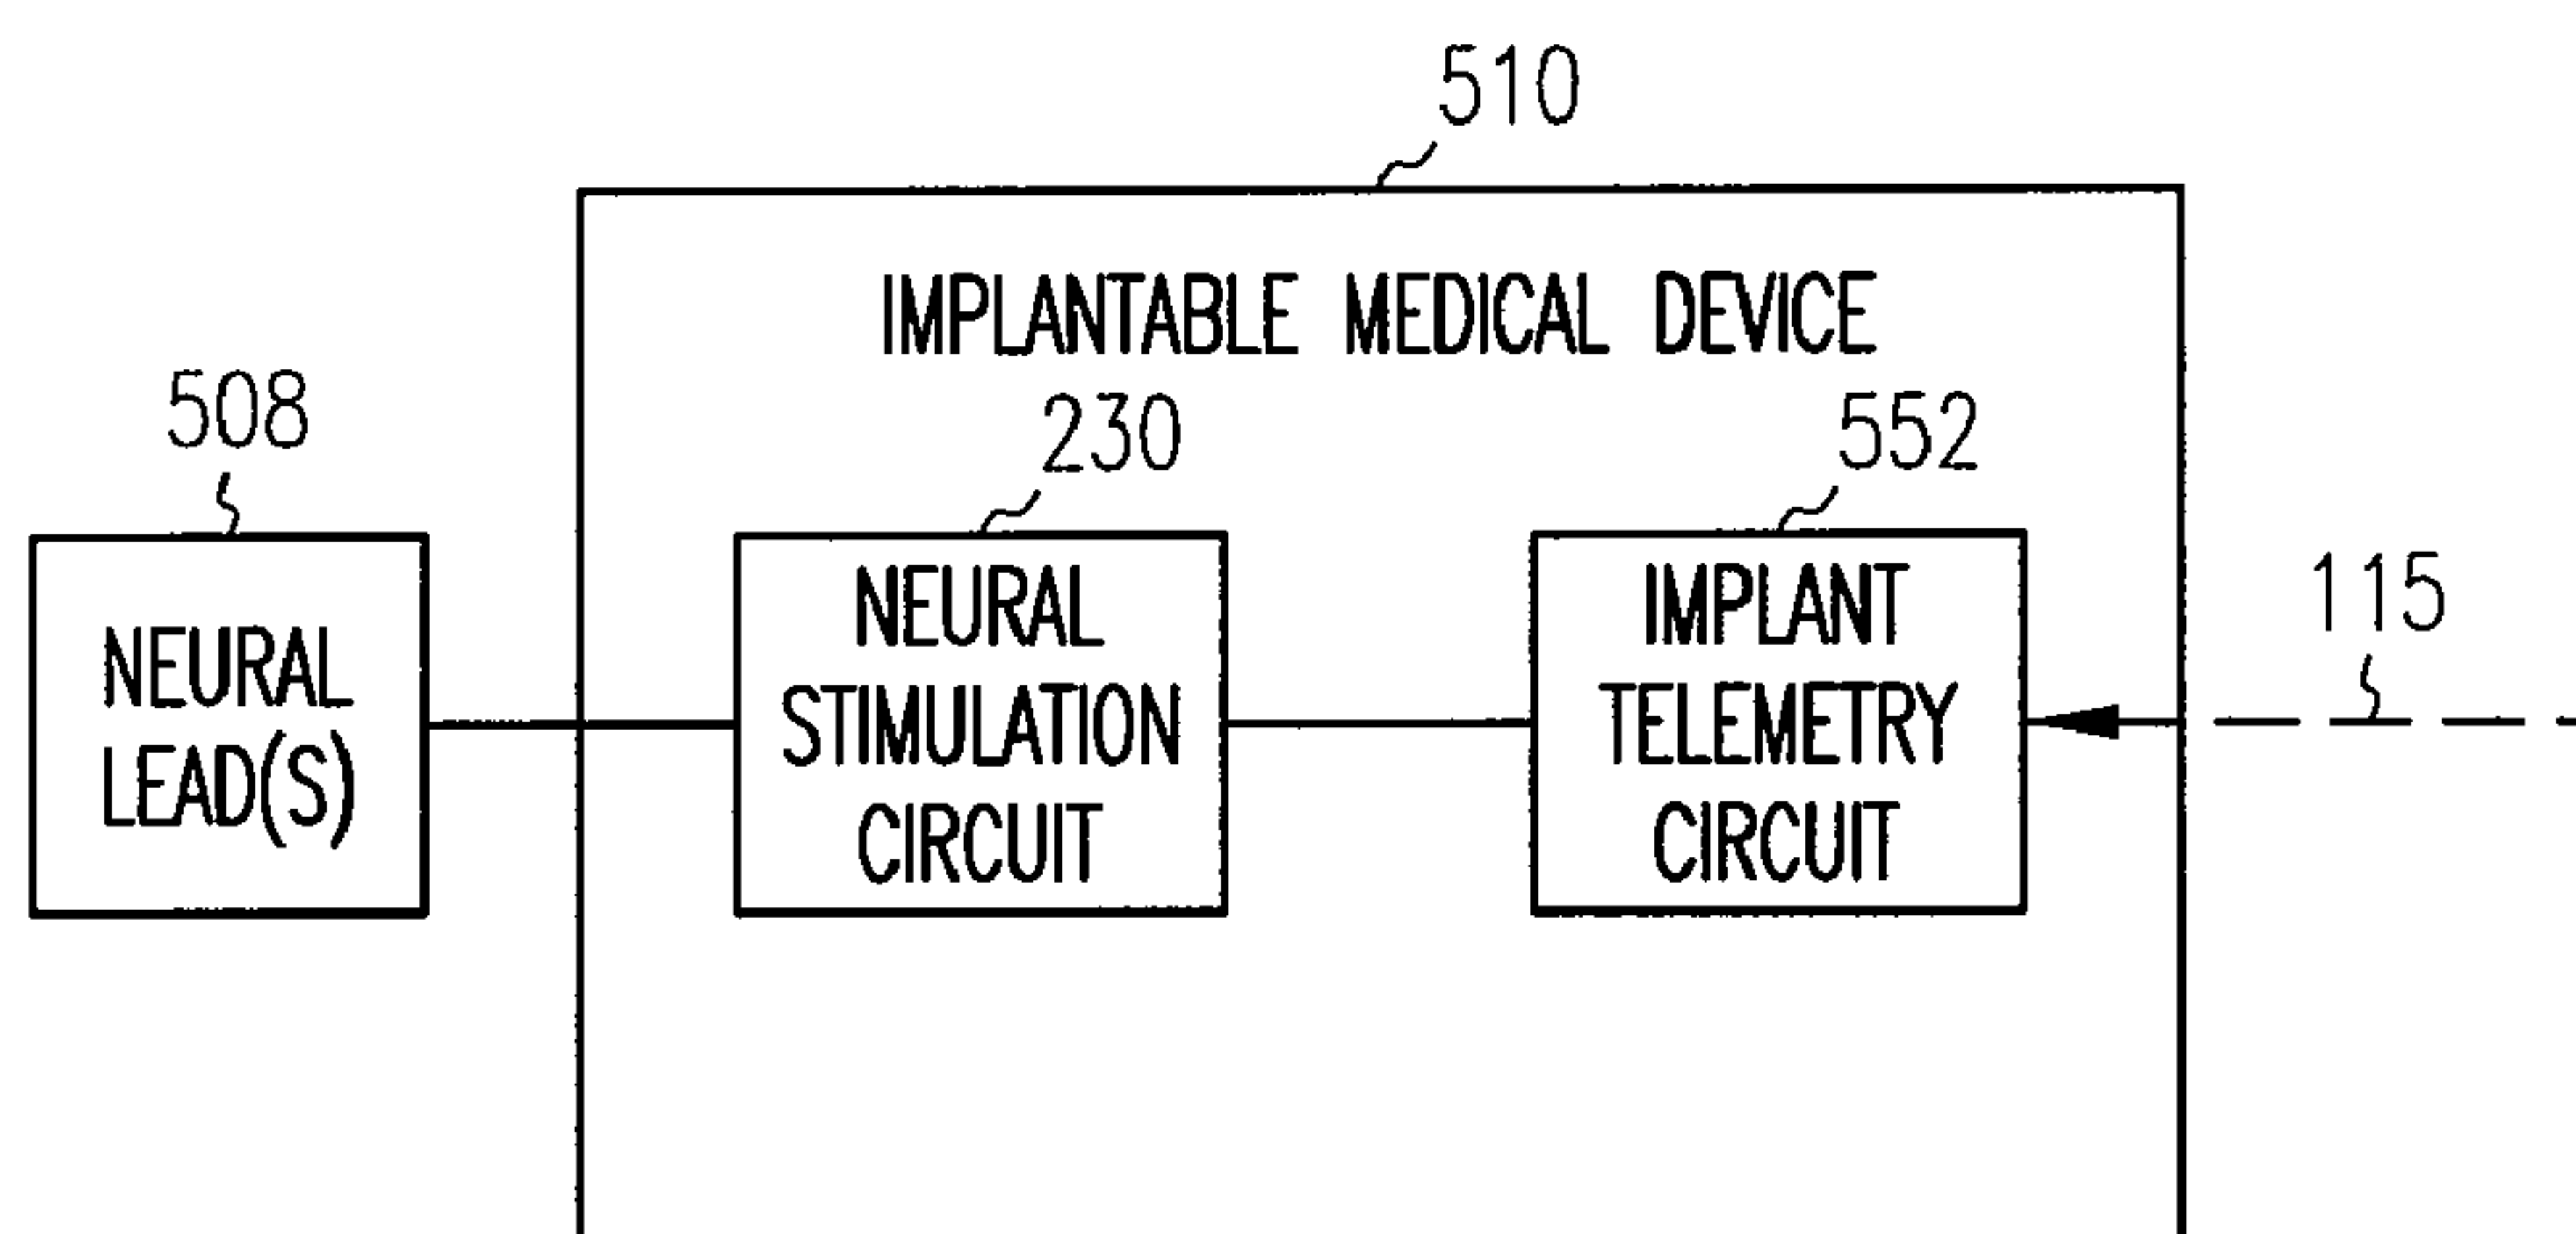 510
IMPLANTABLE MEDICAL DEVICE
508
230
552
NEURAL
LEAD(S)
NEURAL
STIMULATION
CIRCUIT
IMPLANT
TELEMETRY
CIRCUIT
115